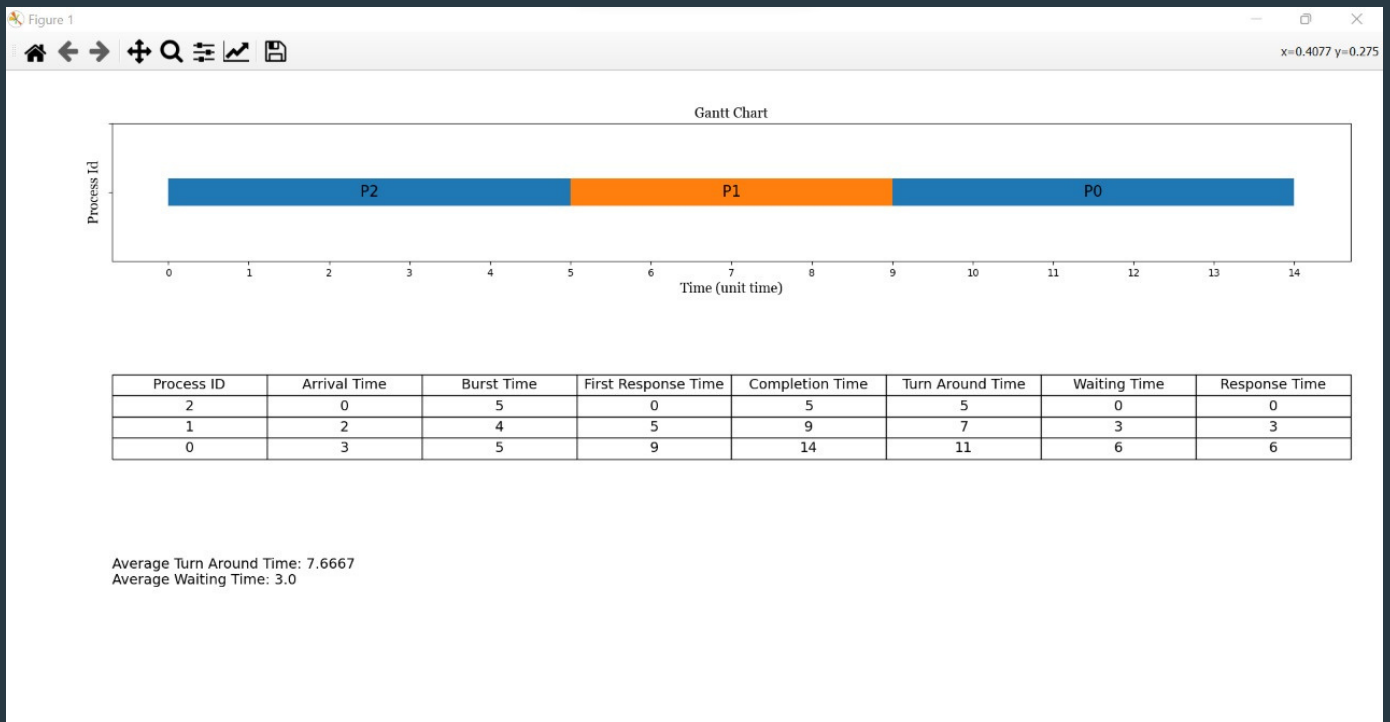 Figure 1
x=0.4077 y=0.275
Gantt Chart
Process Id
P2 P1 P0
0 1 2 3 4 5 6 7 8 9 10 11 12 13 14
Time (unit time)
Process ID Arrival Time Burst Time First Response Time Completion Time Turn Around Time Waiting Time Response Time
2 0 5 0 5 5 0 0
1 2 4 5 9 7 3 3
0 3 5 9 14 11 6 6
Average Turn Around Time: 7.6667
Average Waiting Time: 3.0